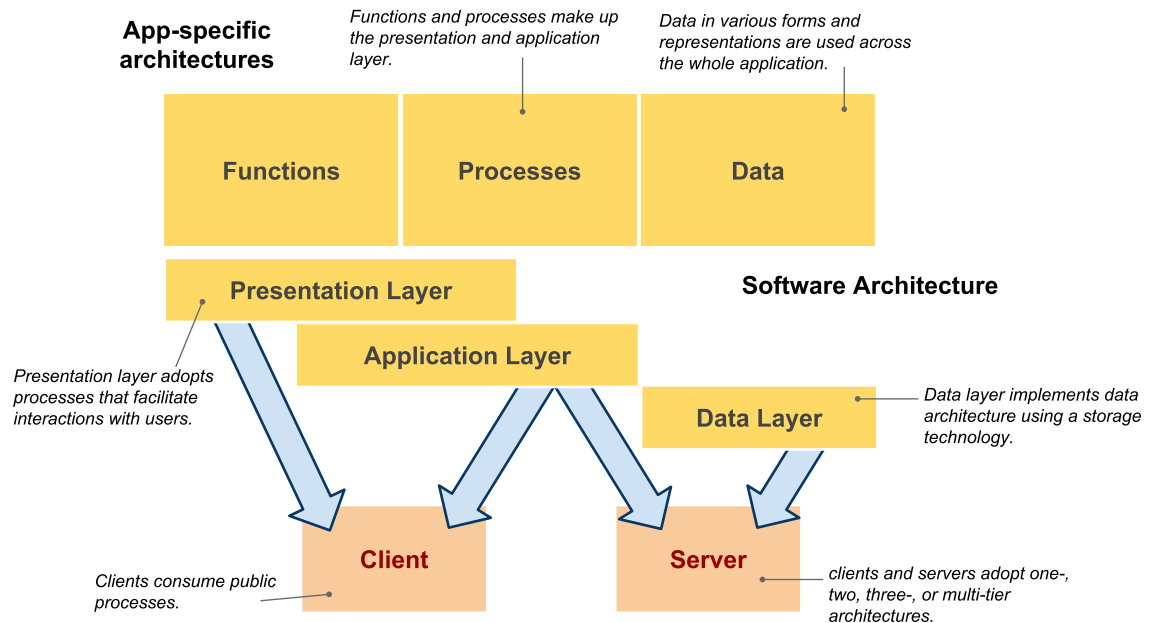 App-specific
architectures
Functions and processes make up
the presentation and application
layer.
Data in various forms and
representations are used across
the whole application.
Functions
Processes
Data
Presentation Layer
Software Architecture
Application Layer
Presentation layer adopts
processes that facilitate
interactions with users.
Data Layer
Data layer implements data
architecture using a storage
technology.
Client
Server
Clients consume public
processes.
clients and servers adopt one-,
two, three-, or multi-tier
architectures.